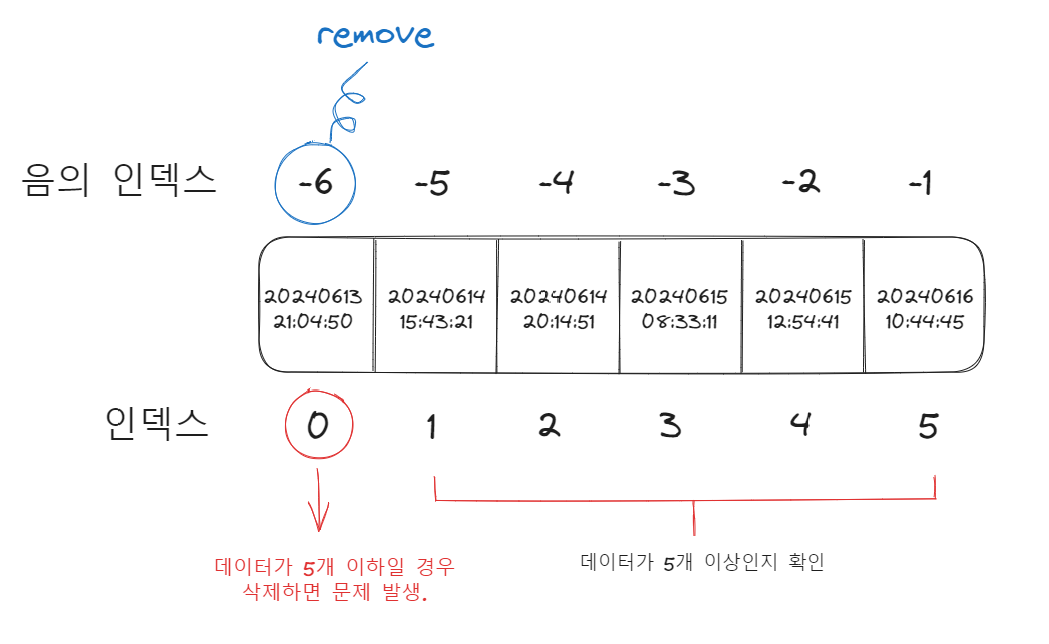 remove
음의 인덱스 -6 -5 -4 -3 -2 -1
20240613 20240614 20240614 20240615 20240615 20240616
21:04:50 15:43:21 20:14:51 08:33:11 12:54:41 10:44:45
인덱스 0 1 2 3 4 5
데이터가 5개 이하일 경우
삭제하면 문제 발생.
데이터가 5개 이상인지 확인